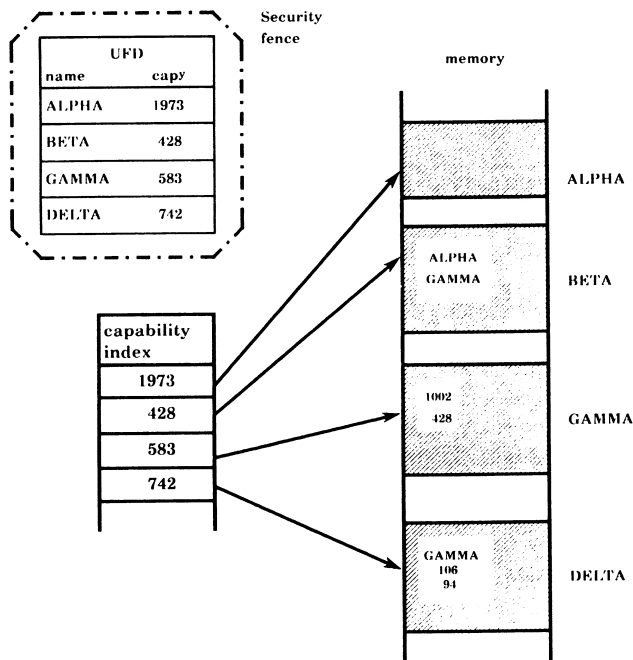 Security
fence
UFD
name capy
ALPHA 1973
BETA 428
GAMMA 583
DELTA 742
capability
index
1973
428
583
742
memory
ALPHA
ALPHA
GAMMA
BETA
1002
428
GAMMA
GAMMA
106
94
DELTA